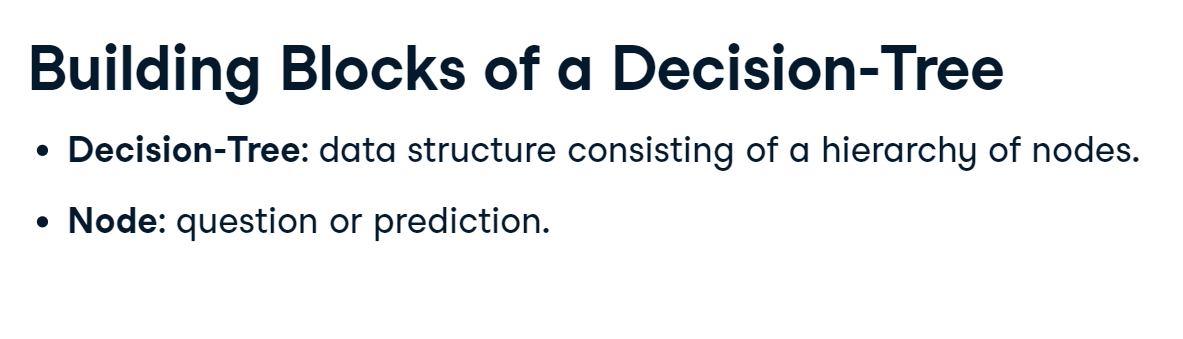 Building Blocks of a Decision-Tree
• Decision-Tree: data structure consisting of a hierarchy of nodes.
• Node: question or prediction.